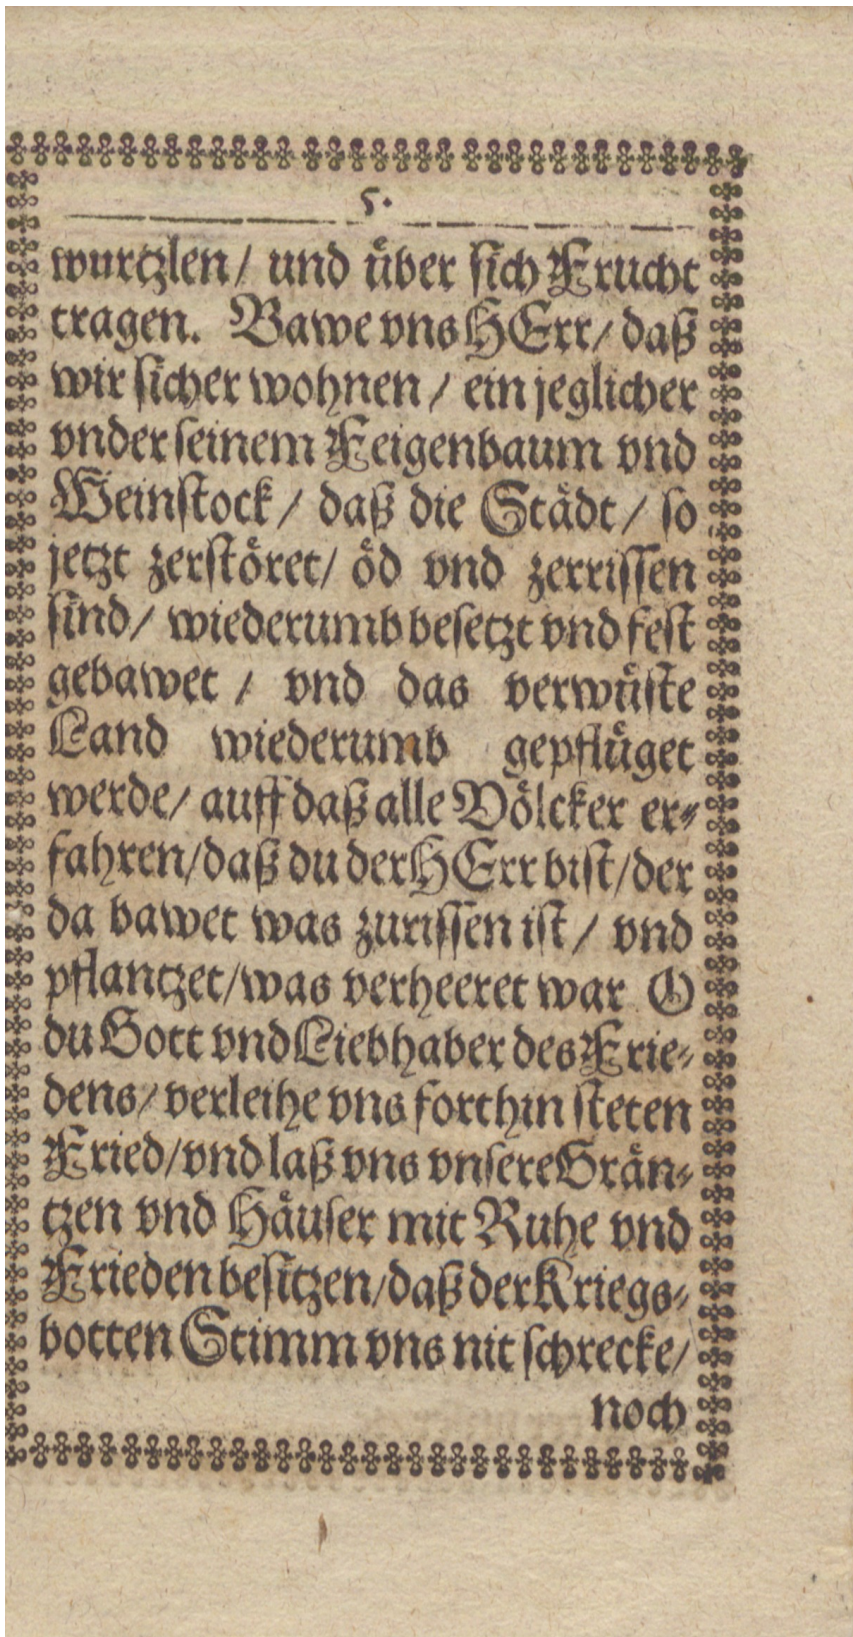 5.
wurtzlen/ und über sich Frucht
tragen. Bawe vns HErr/ daß
wir sicher wohnen / ein jeglicher
vnder seinem Feigenbaum vnd
Weinstock / daß die Städt / so
jetzt zerstöret/ öd vnd zerrissen
sind/ wiederumb besetzt vnd fest
gebawet / vnd das verwüste
Land wiederumb gepflüget
werde/ auff daß alle Völcker er-
fahren/daß du der HErr bist/der
da bawet was zurissen ist / vnd
pflantzet/was verheeret war O
du Gott vnd Liebhaber des Frie-
dens/ verleihe vns forthin steten
Fried/vnd laß vns vnsere Grän-
tzen vnd Häuser mit Ruhe vnd
Frieden besitzen/daß der Kriegs-
botten Stimm vns nit schrecke/
noch